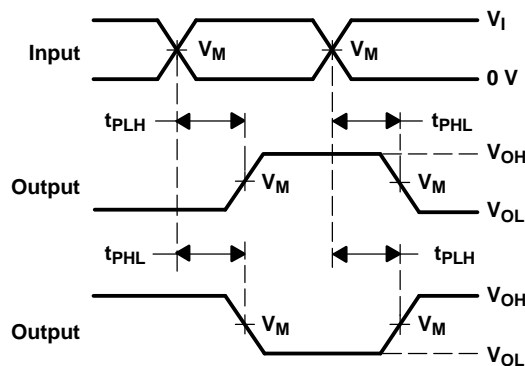 V_I
Input V_M V_M
0 V
t_PLH t_PHL
V_OH
Output V_M V_M
V_OL
t_PHL t_PLH
V_OH
Output V_M V_M
V_OL